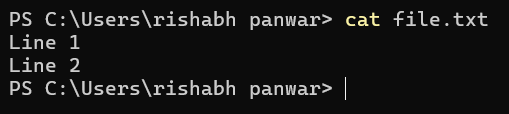 PS C:\Users\rishabh panwar> cat file.txt
Line 1
Line 2
PS C:\Users\rishabh panwar>